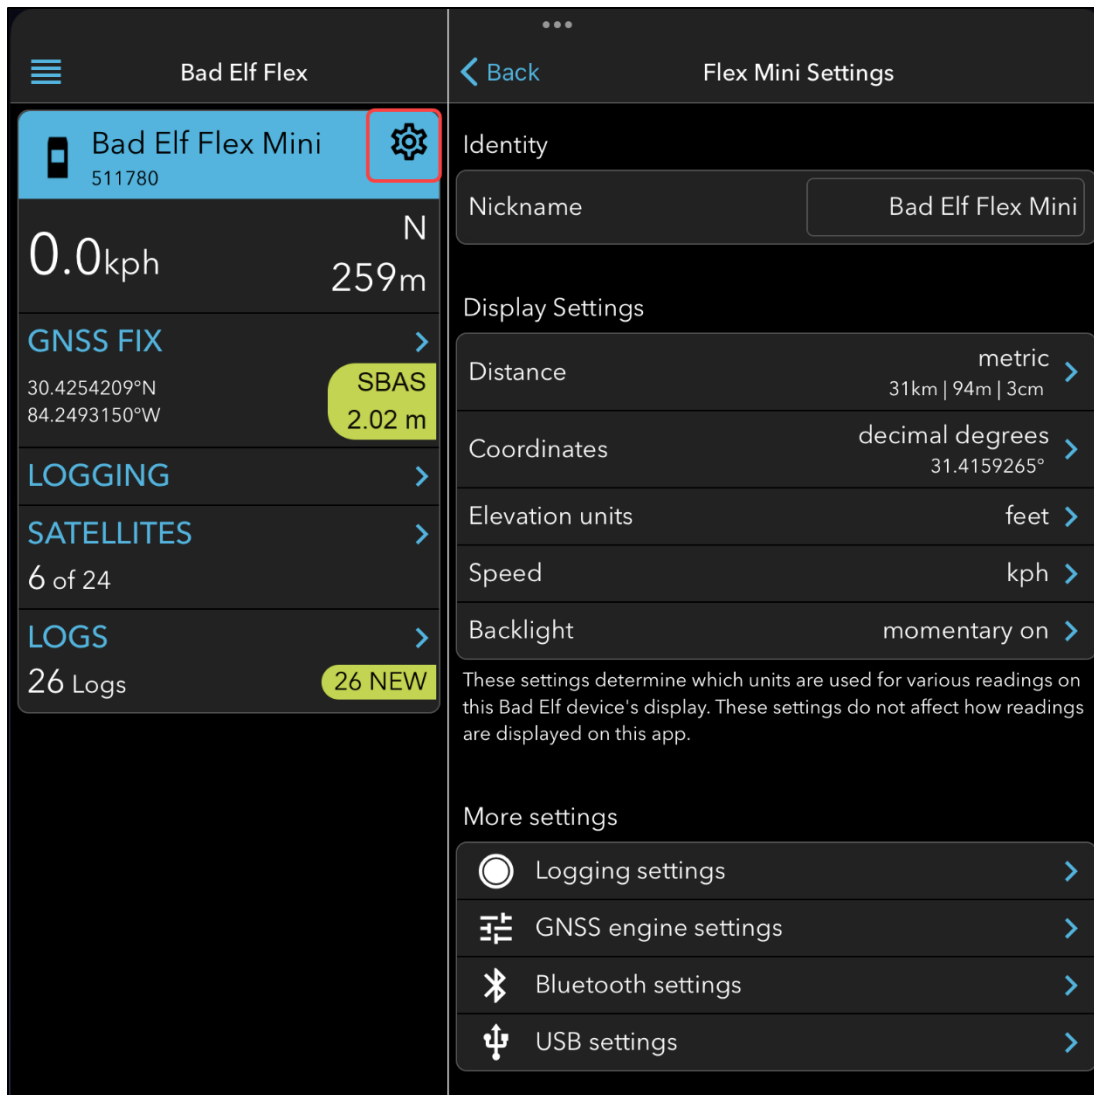 Bad Elf Flex
Bad Elf Flex Mini
511780
0.0kph
N
259m
GNSS FIX
30.4254209°N
84.2493150°W
SBAS
2.02 m
LOGGING
SATELLITES
6 of 24
LOGS
26 Logs
26 NEW
Back
Flex Mini Settings
Identity
Nickname
Bad Elf Flex Mini
Display Settings
Distance
metric
31km | 94m | 3cm
Coordinates
decimal degrees
31.4159265°
Elevation units
feet
Speed
kph
Backlight
momentary on
These settings determine which units are used for various readings on
this Bad Elf device's display. These settings do not affect how readings
are displayed on this app.
More settings
Logging settings
GNSS engine settings
Bluetooth settings
USB settings